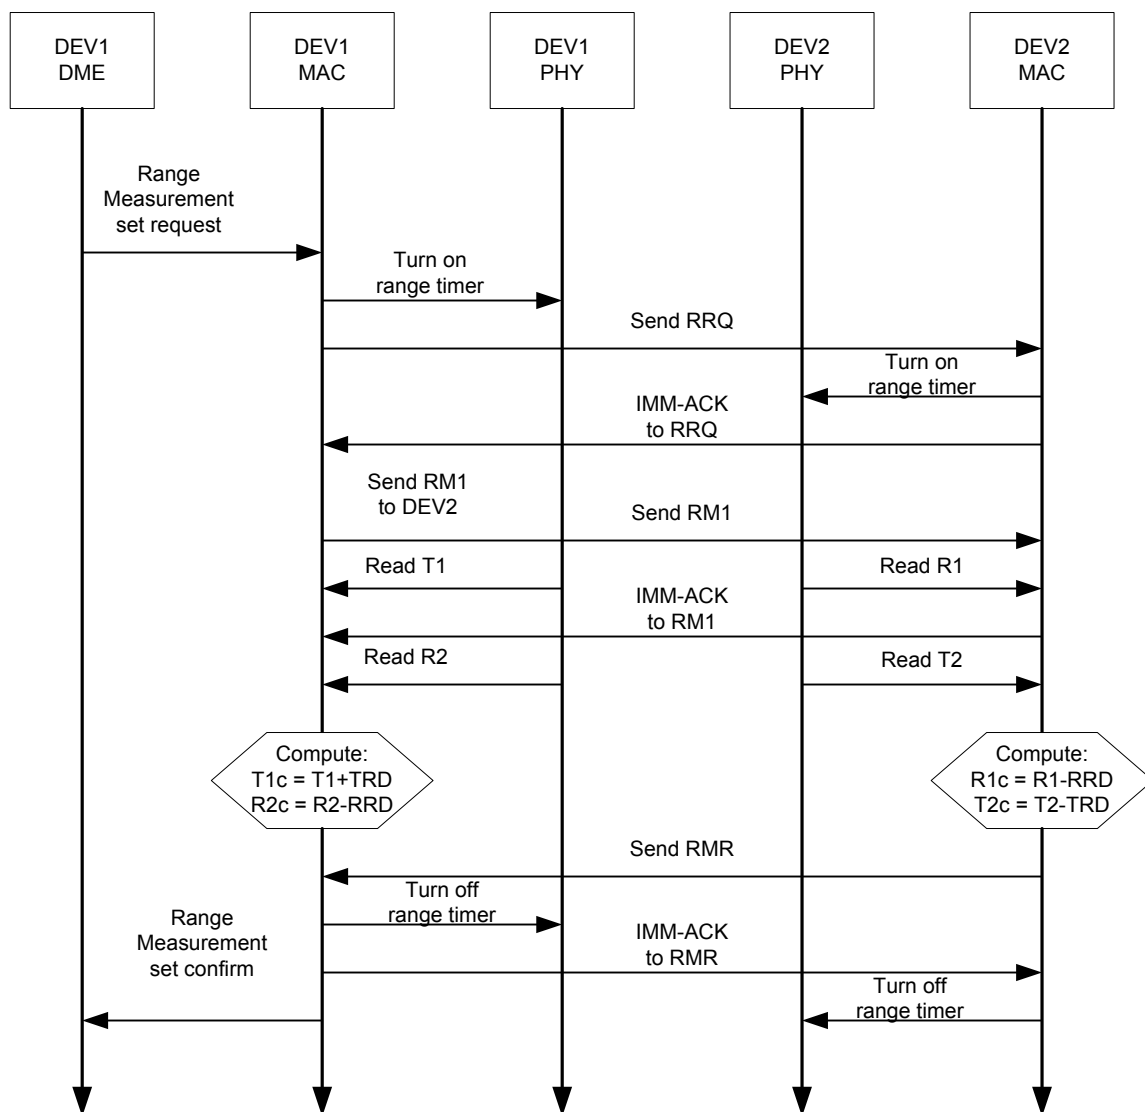 DEV1
DME
DEV1
MAC
DEV1
PHY
DEV2
PHY
DEV2
MAC
Range
Measurement
set request
Turn on
range timer
Send RRQ
Turn on
range timer
IMM-ACK
to RRQ
Send RM1
to DEV2
Send RM1
Read T1
Read R1
IMM-ACK
to RM1
Read R2
Read T2
Compute:
T1c = T1+TRD
R2c = R2-RRD
Compute:
R1c = R1-RRD
T2c = T2-TRD
Send RMR
Turn off
range timer
Range
Measurement
set confirm
IMM-ACK
to RMR
Turn off
range timer